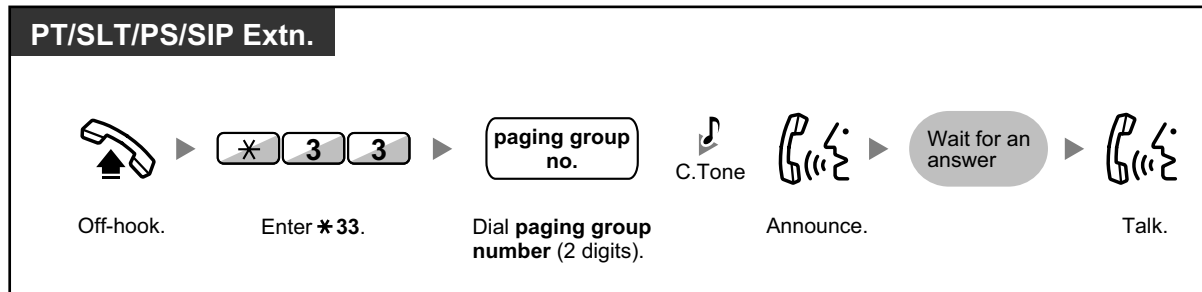 PT/SLT/PS/SIP Extn.
✳ 3 3
paging group
no.
C.Tone
Wait for an
answer
Off-hook.
Enter ✳33.
Dial paging group
number (2 digits).
Announce.
Talk.